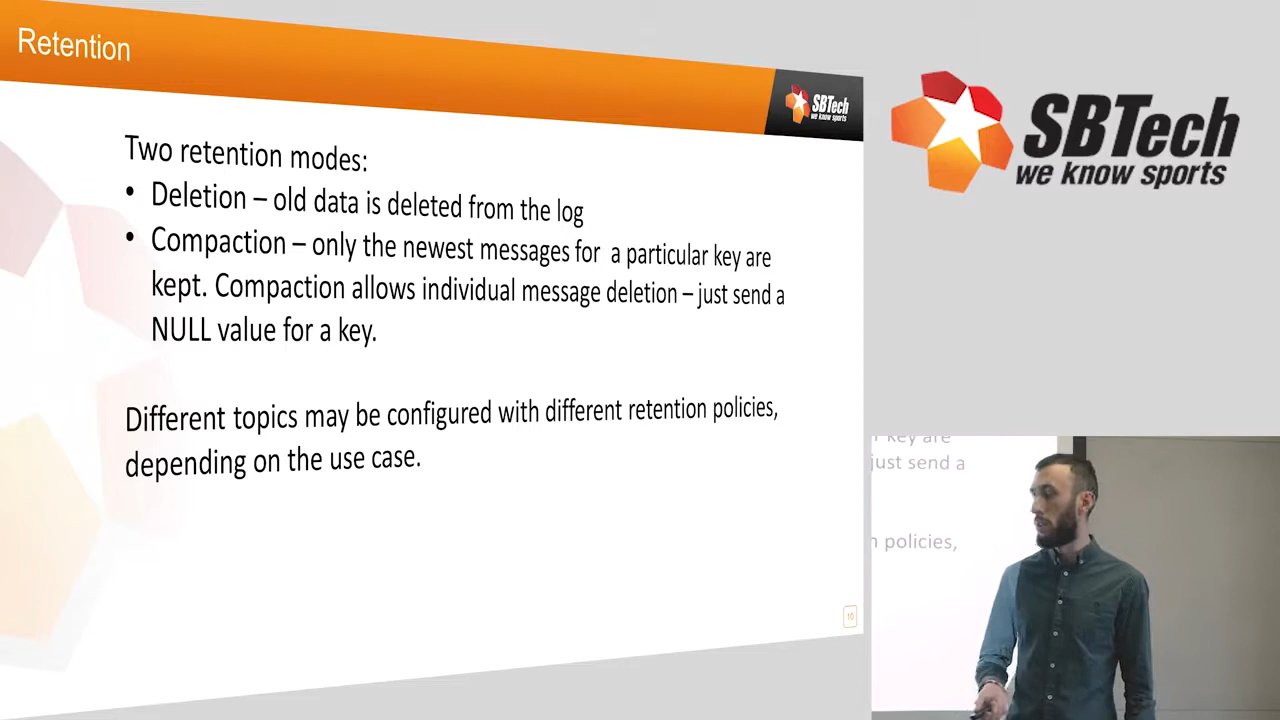 Retention
SBTech
we know sports
Two retention modes:
• Deletion – old data is deleted from the log
• Compaction – only the newest messages for a particular key are
kept. Compaction allows individual message deletion – just send a
NULL value for a key.
Different topics may be configured with different retention policies,
depending on the use case.
10
SBTech
we know sports
key are
just send a
n policies,